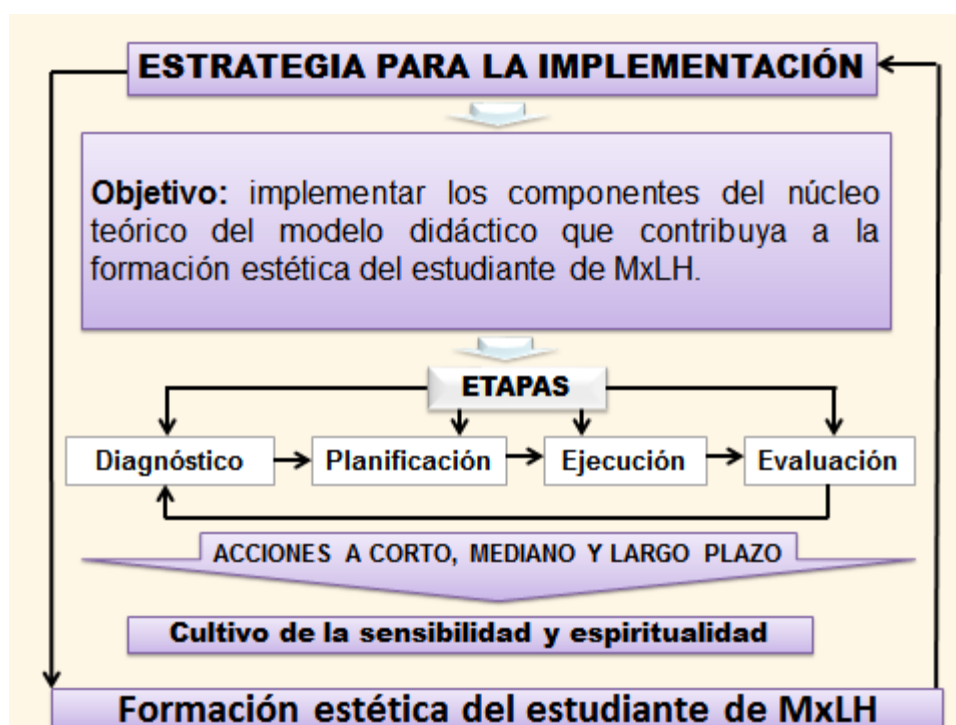 ESTRATEGIA PARA LA IMPLEMENTACIÓN
Objetivo: implementar los componentes del núcleo
teórico del modelo didáctico que contribuya a la
formación estética del estudiante de MxLH.
ETAPAS
Diagnóstico
Planificación
Ejecución
Evaluación
ACCIONES A CORTO, MEDIANO Y LARGO PLAZO
Cultivo de la sensibilidad y espiritualidad
Formación estética del estudiante de MxLH